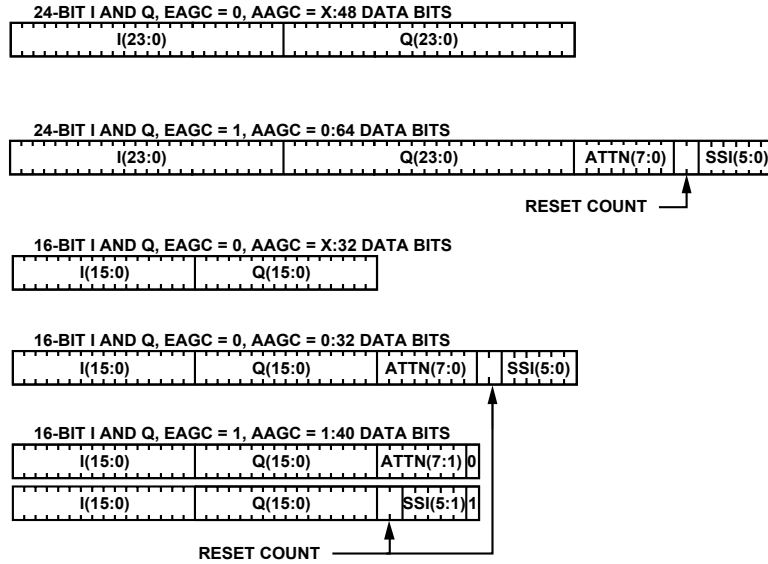 24-BIT I AND Q, EAGC = 0, AAGC = X:48 DATA BITS
I(23:0) Q(23:0)
24-BIT I AND Q, EAGC = 1, AAGC = 0:64 DATA BITS
I(23:0) Q(23:0) ATTN(7:0) SSI(5:0)
RESET COUNT
16-BIT I AND Q, EAGC = 0, AAGC = X:32 DATA BITS
I(15:0) Q(15:0)
16-BIT I AND Q, EAGC = 0, AAGC = 0:32 DATA BITS
I(15:0) Q(15:0) ATTN(7:0) SSI(5:0)
16-BIT I AND Q, EAGC = 1, AAGC = 1:40 DATA BITS
I(15:0) Q(15:0) ATTN(7:1) 0
I(15:0) Q(15:0) SSI(5:1) 1
RESET COUNT